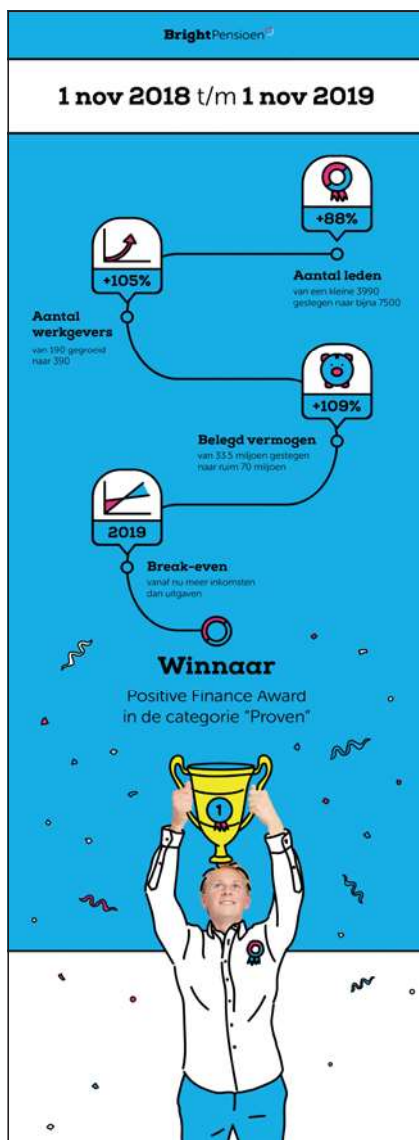 BrightPensioen
1 nov 2018 t/m 1 nov 2019
+88%
Aantal leden
van een kleine 3990
geslegen naar bijna 7500
+105%
Aantal
werkgevers
van 190 gegroeid
naar 390
+109%
Belegd vermogen
van 33.5 miljoen gestegen
naar ruim 70 miljoen
2019
Break-even
vanaf nu meer inkomsten
dan uitgaven
Winnaar
Positive Finance Award
in de categorie "Proven"
1